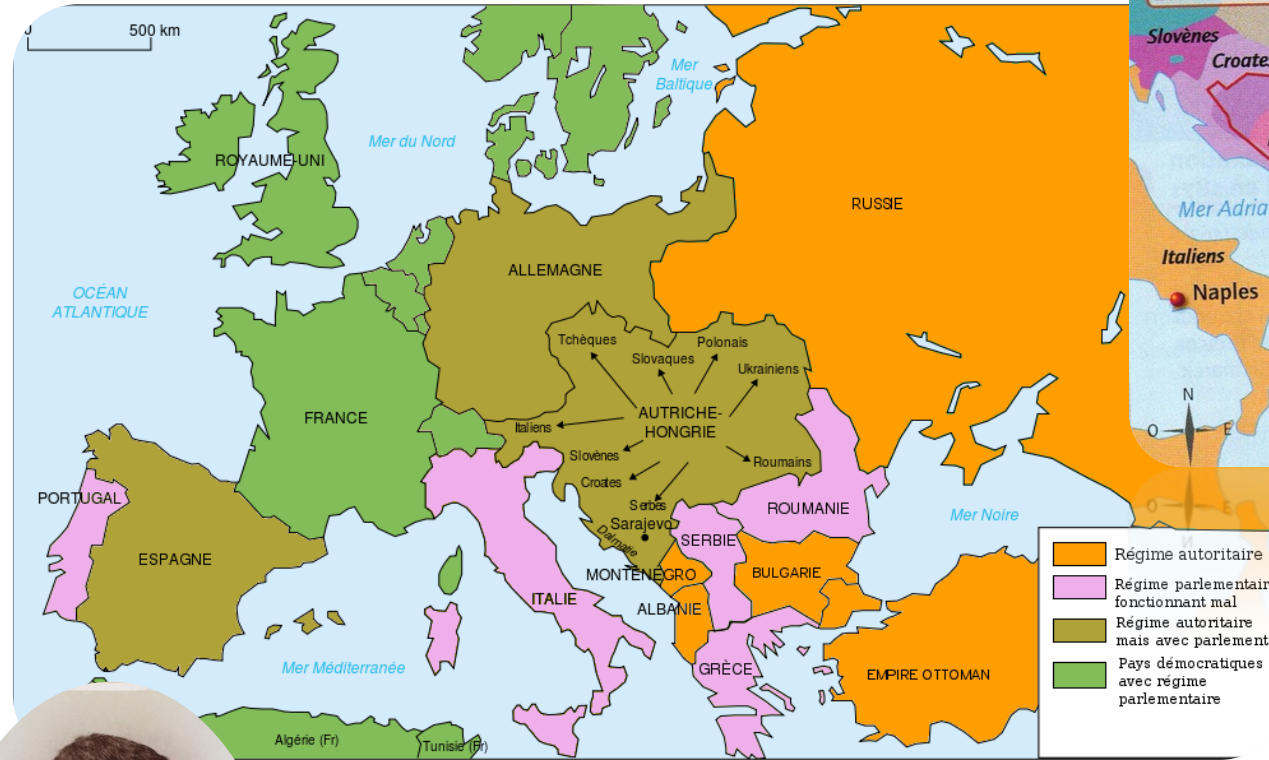 500 km
Mer
Baltique
Mer du Nord
ROYAUME-UNI
RUSSIE
OCÉAN
ATLANTIQUE
ALLEMAGNE
Tchèques
Slovaques
Polonais
Ukrainiens
AUTRICHE-
HONGRIE
Italiens
Slovènes
Croates
Serbes
Roumains
Sarajevo
Dalmatie
FRANCE
PORTUGAL
ESPAGNE
ROUMANIE
Mer Noire
SERBIE
MONTENEGRO
BULGARIE
ALBANIE
ITALIE
GRÈCE
EMPIRE OTTOMAN
Mer Méditerranée
Algérie (Fr)
Tunisie (Fr)
Régime autoritaire
Régime parlementair
fonctionnant mal
Régime autoritaire
mais avec parlement
Pays démocratiques
avec régime
parlementaire
Slovènes
Croates
Mer Adria
Italiens
Naples
N
O E